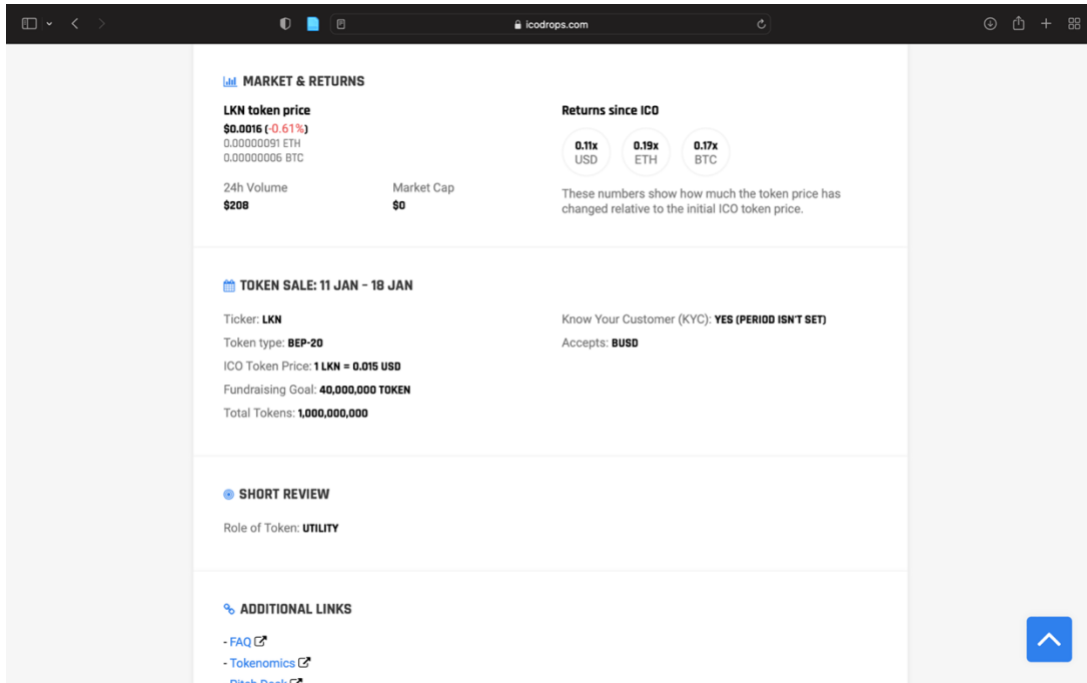 icodrops.com
MARKET & RETURNS
LKN token price
$0.0016 (-0.61%)
0.00000091 ETH
0.00000006 BTC
24h Volume
$208
Market Cap
$0
Returns since ICO
0.11x
USD
0.19x
ETH
0.17x
BTC
These numbers show how much the token price has
changed relative to the initial ICO token price.
TOKEN SALE: 11 JAN – 18 JAN
Ticker: LKN
Token type: BEP-20
ICO Token Price: 1 LKN = 0.015 USD
Fundraising Goal: 40,000,000 TOKEN
Total Tokens: 1,000,000,000
Know Your Customer (KYC): YES (PERIOD ISN'T SET)
Accepts: BUSD
SHORT REVIEW
Role of Token: UTILITY
ADDITIONAL LINKS
- FAQ
- Tokenomics
- Pitch Deck